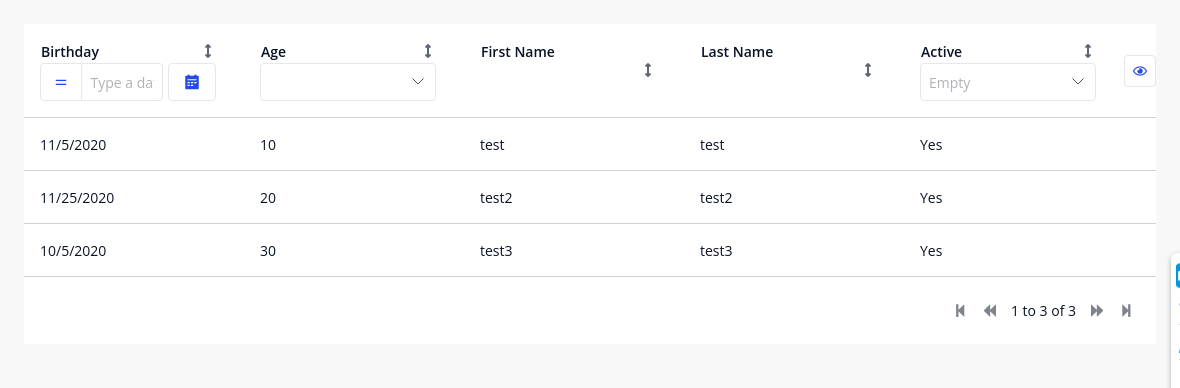 Birthday Age First Name Last Name Active
= Type a da Empty
11/5/2020 10 test test Yes
11/25/2020 20 test2 test2 Yes
10/5/2020 30 test3 test3 Yes
1 to 3 of 3